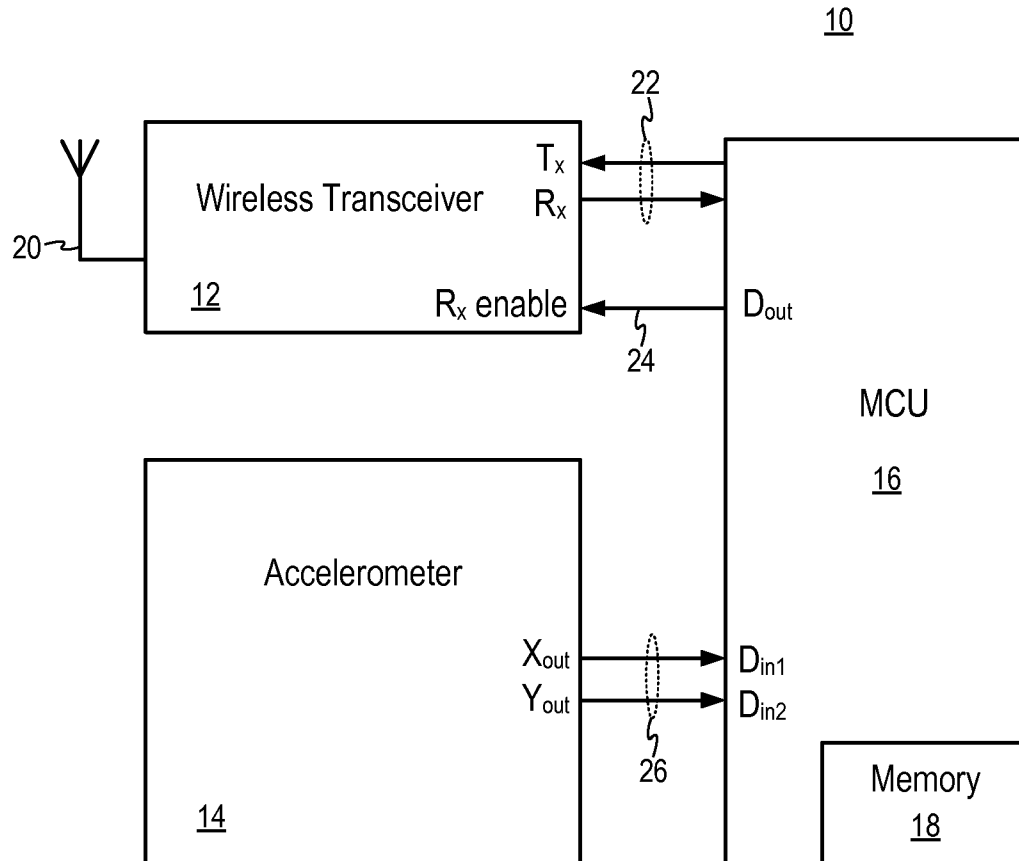 10
22
Tx
Wireless Transceiver
Rx
20
12
Rx enable
Dout
24
MCU
16
Accelerometer
Xout
Din1
Yout
Din2
26
Memory
14
18